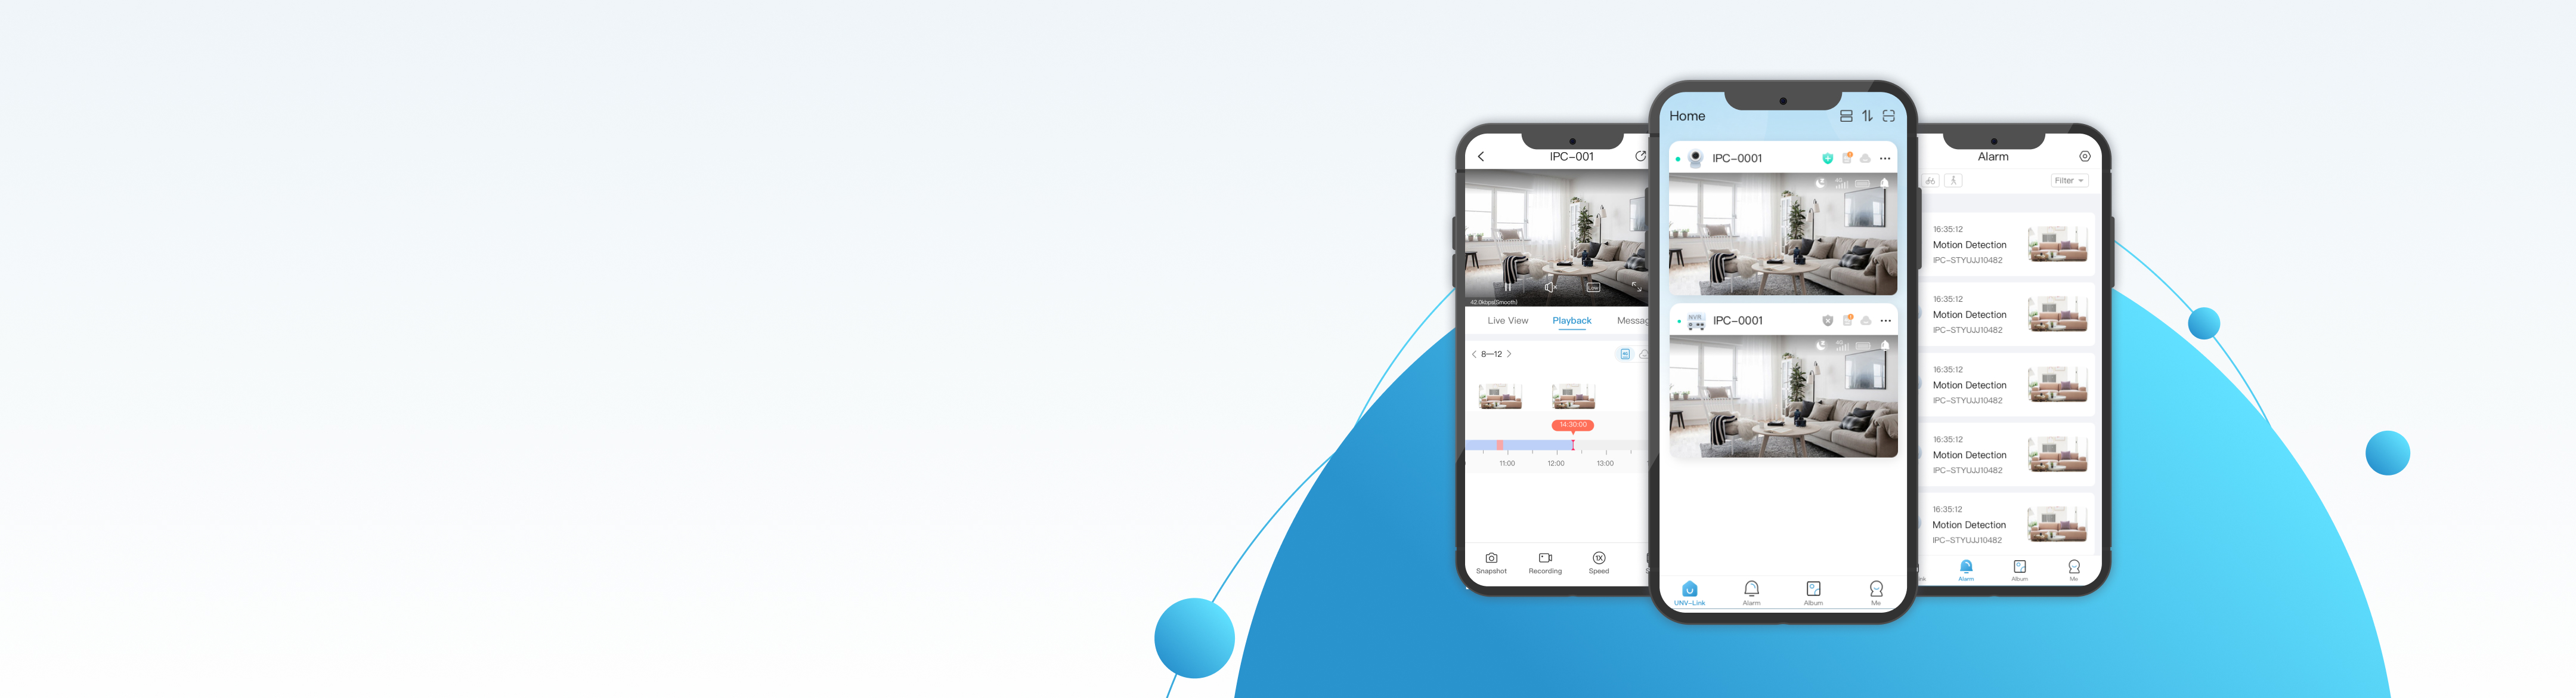 IPC-001
42.0kbps(Smooth)
Live View Playback Messag
8—12
14:30:00
11:00 12:00 13:00
Snapshot Recording Speed
1X
Home
IPC-0001
NVR IPC-0001
UNV-Link Alarm Album Me
Alarm
Filter
16:35:12
Motion Detection
IPC-STYUJJ10482
16:35:12
Motion Detection
IPC-STYUJJ10482
16:35:12
Motion Detection
IPC-STYUJJ10482
16:35:12
Motion Detection
IPC-STYUJJ10482
16:35:12
Motion Detection
IPC-STYUJJ10482
Alarm Album Me